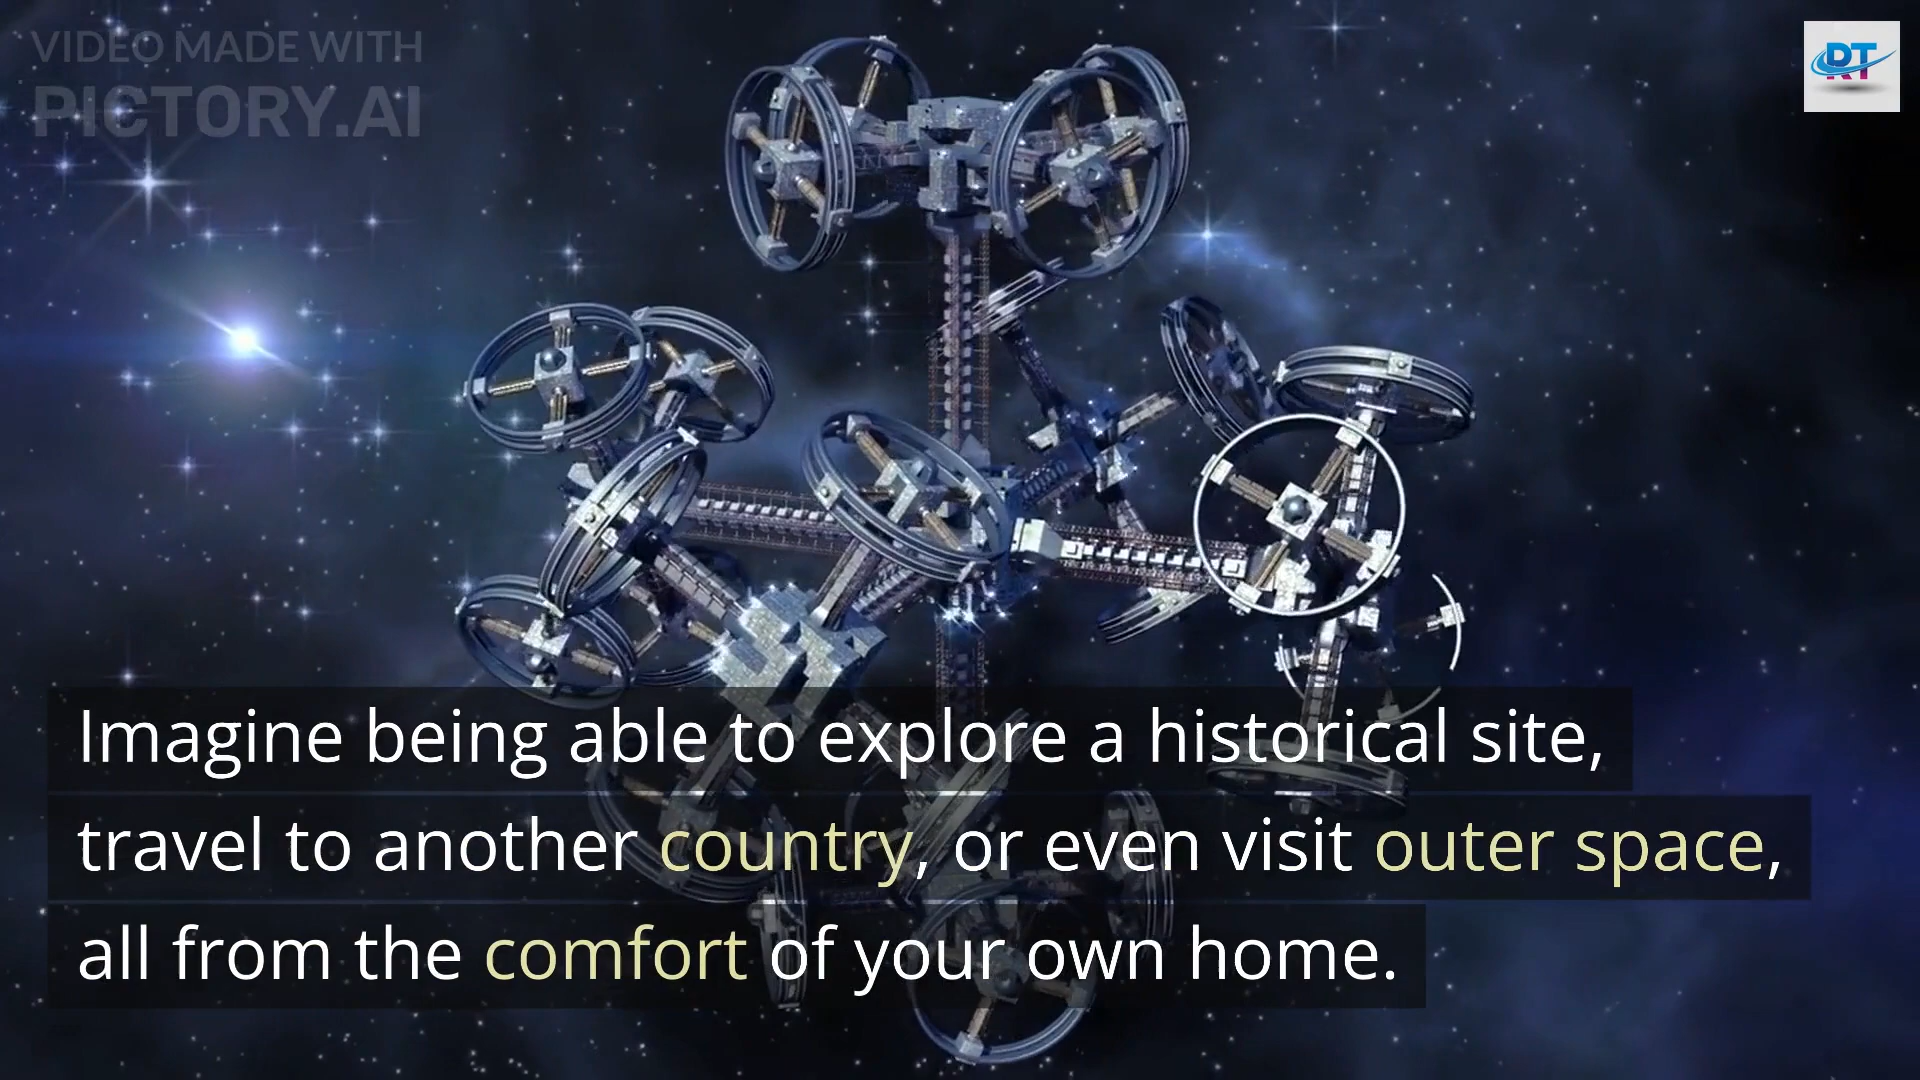 VIDEO MADE WITH
PICTORY.AI
RT
Imagine being able to explore a historical site,
travel to another country, or even visit outer space,
all from the comfort of your own home.